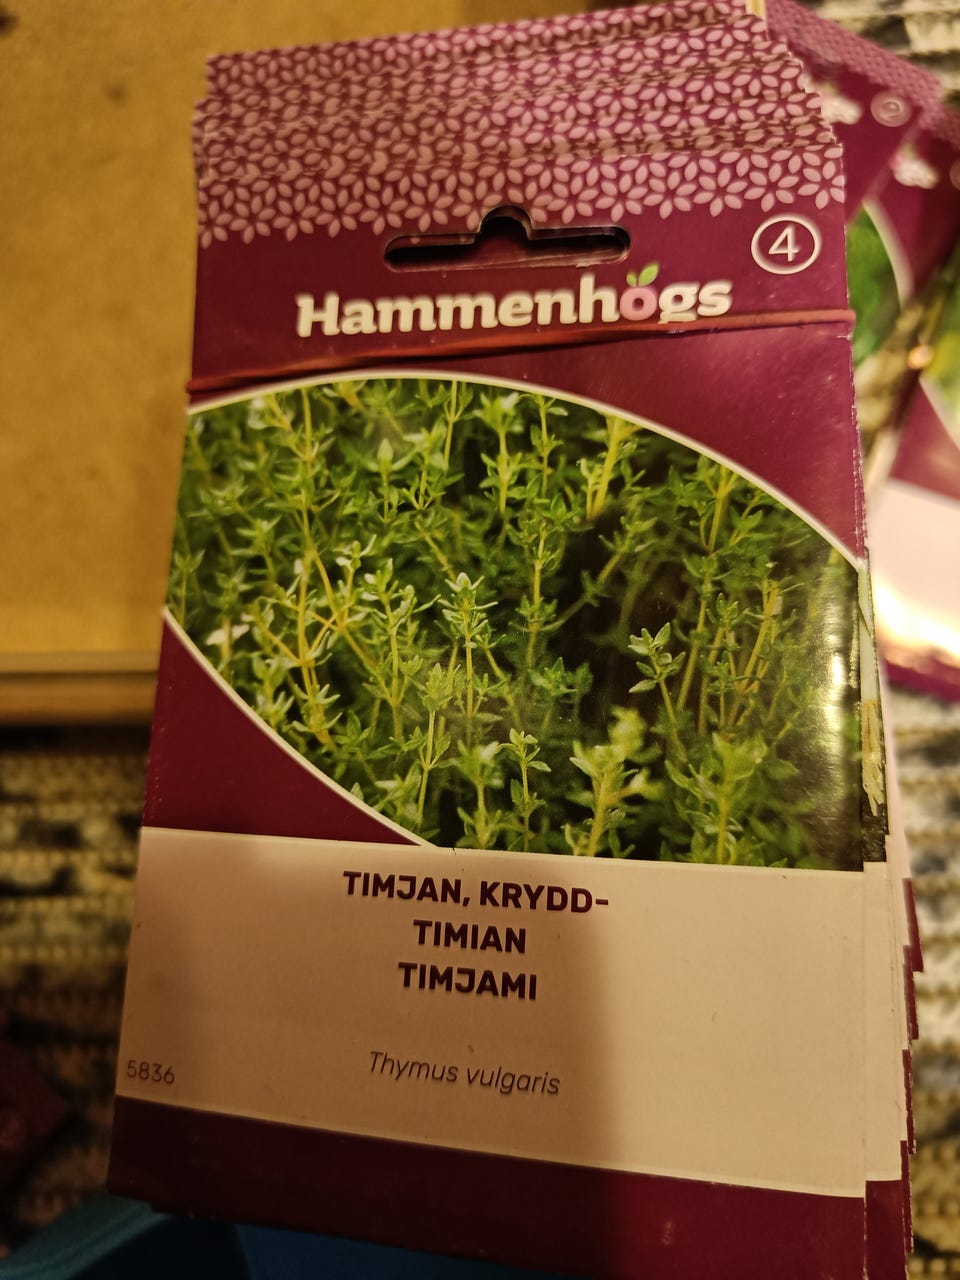 4
Hammenhögs
TIMJAN, KRYDD-
TIMIAN
TIMJAMI
Thymus vulgaris
5836